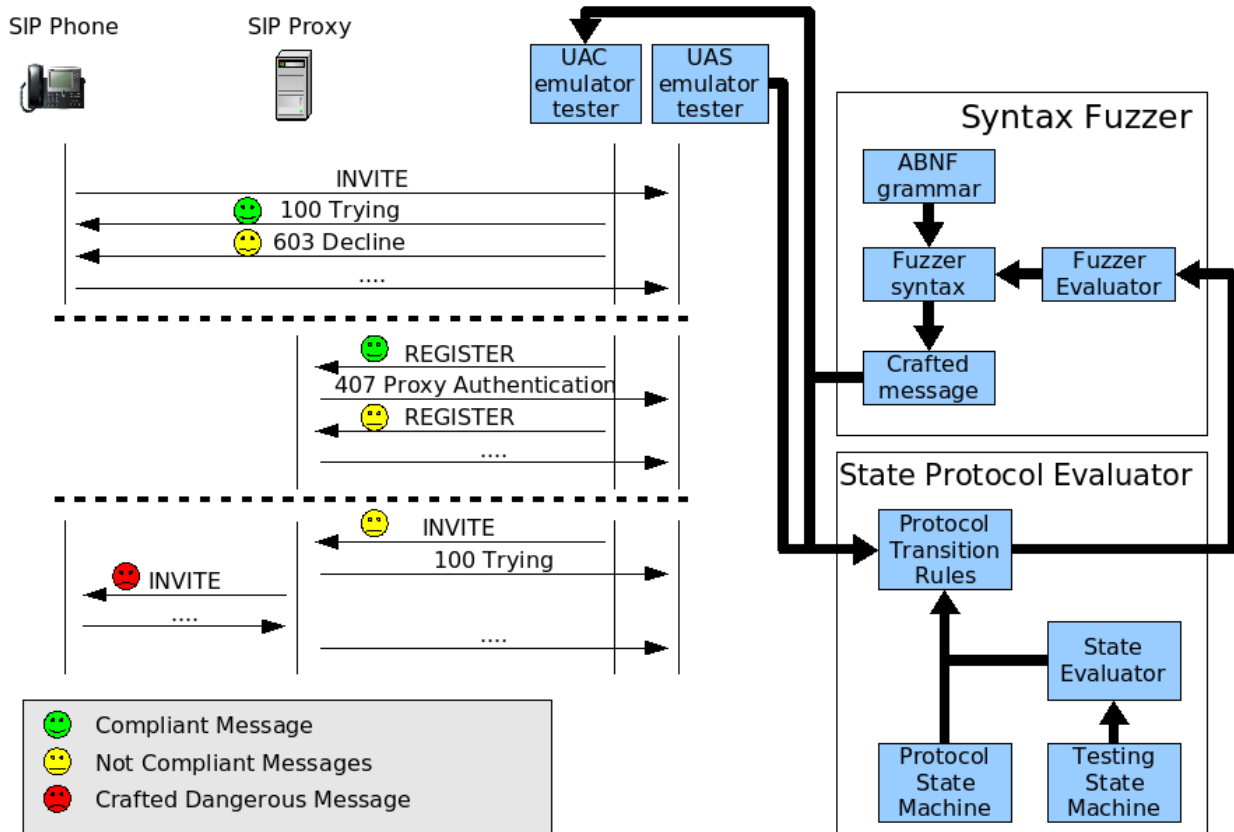 SIP Phone
SIP Proxy
UAC
emulator
tester
UAS
emulator
tester
INVITE
100 Trying
603 Decline
....
REGISTER
407 Proxy Authentication
REGISTER
....
INVITE
100 Trying
INVITE
....
....
Compliant Message
Not Compliant Messages
Crafted Dangerous Message
Syntax Fuzzer
ABNF
grammar
Fuzzer
syntax
Fuzzer
Evaluator
Crafted
message
State Protocol Evaluator
Protocol
Transition
Rules
State
Evaluator
Protocol
State
Machine
Testing
State
Machine